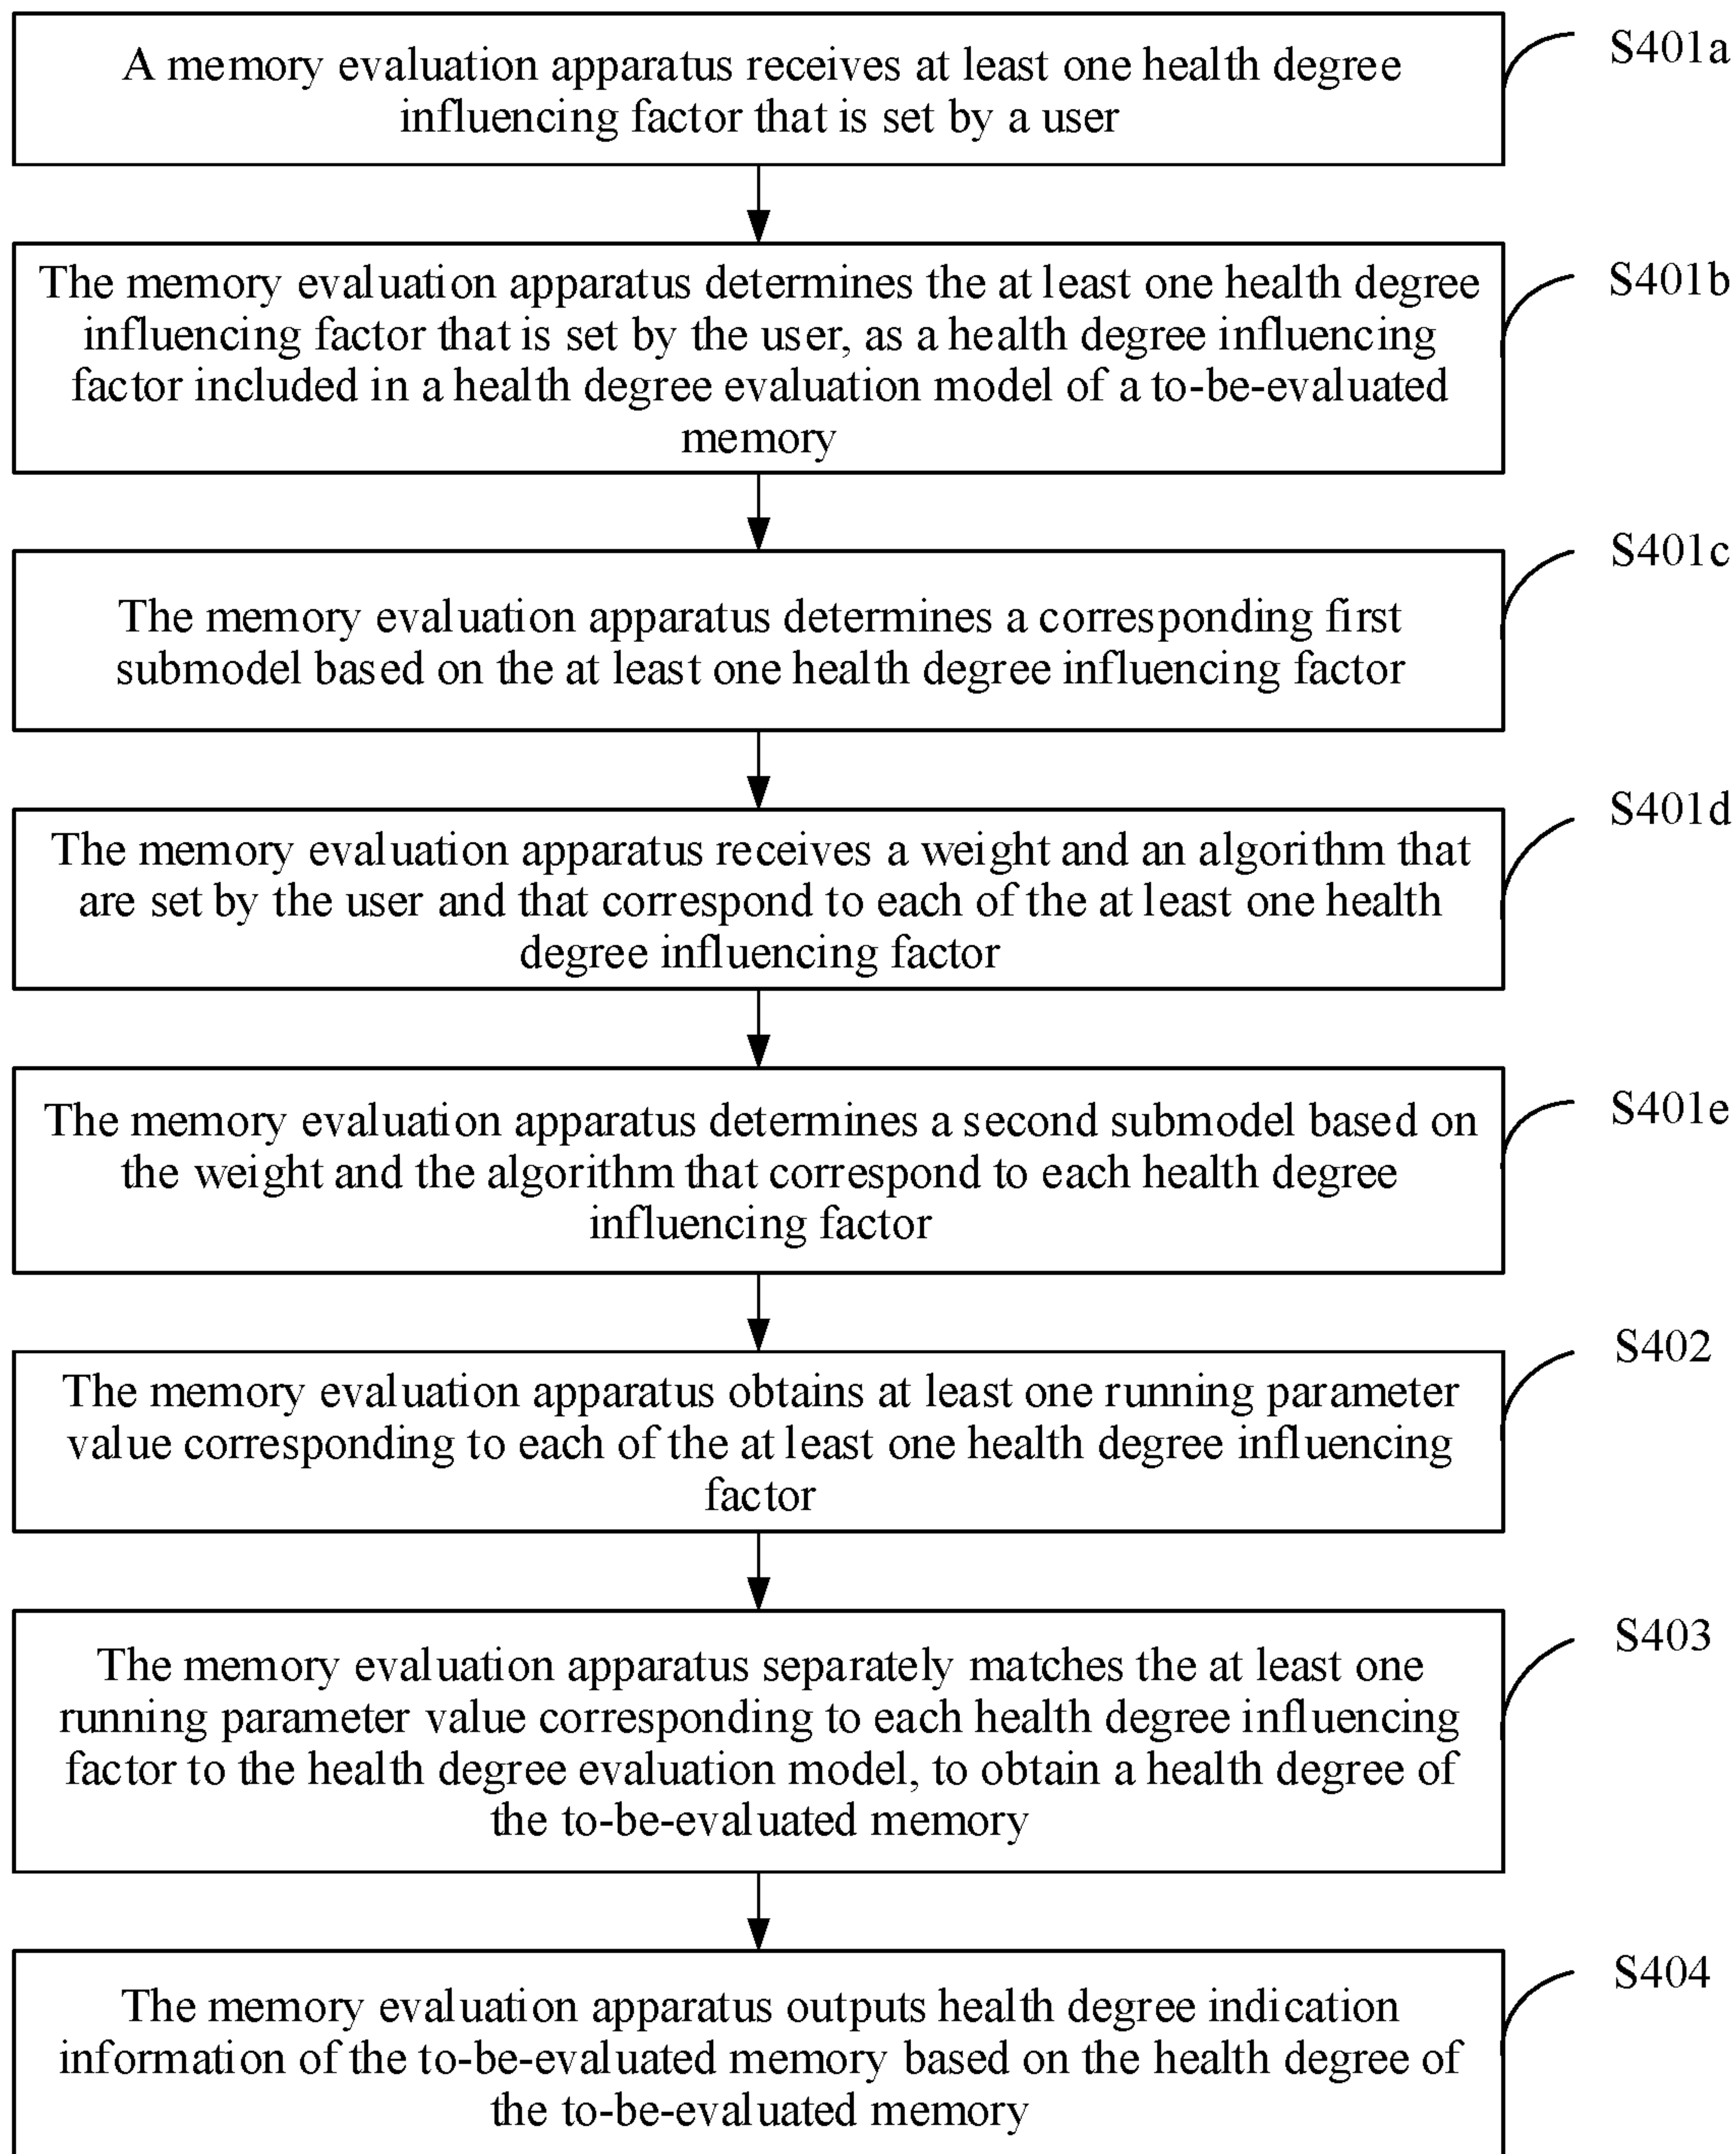 A memory evaluation apparatus receives at least one health degree
influencing factor that is set by a user
S401a
The memory evaluation apparatus determines the at least one health degree
influencing factor that is set by the user, as a health degree influencing
factor included in a health degree evaluation model of a to-be-evaluated
memory
S401b
The memory evaluation apparatus determines a corresponding first
submodel based on the at least one health degree influencing factor
S401c
The memory evaluation apparatus receives a weight and an algorithm that
are set by the user and that correspond to each of the at least one health
degree influencing factor
S401d
The memory evaluation apparatus determines a second submodel based on
the weight and the algorithm that correspond to each health degree
influencing factor
S401e
The memory evaluation apparatus obtains at least one running parameter
value corresponding to each of the at least one health degree influencing
factor
S402
The memory evaluation apparatus separately matches the at least one
running parameter value corresponding to each health degree influencing
factor to the health degree evaluation model, to obtain a health degree of
the to-be-evaluated memory
S403
The memory evaluation apparatus outputs health degree indication
information of the to-be-evaluated memory based on the health degree of
the to-be-evaluated memory
S404